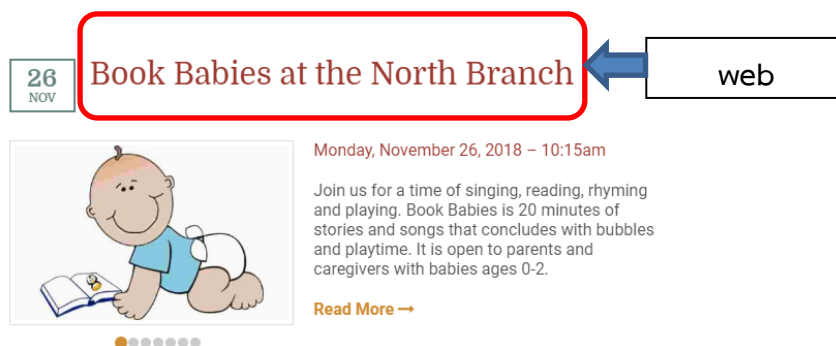 26
NOV
Book Babies at the North Branch
web
Monday, November 26, 2018 – 10:15am
Join us for a time of singing, reading, rhyming
and playing. Book Babies is 20 minutes of
stories and songs that concludes with bubbles
and playtime. It is open to parents and
caregivers with babies ages 0-2.
Read More →